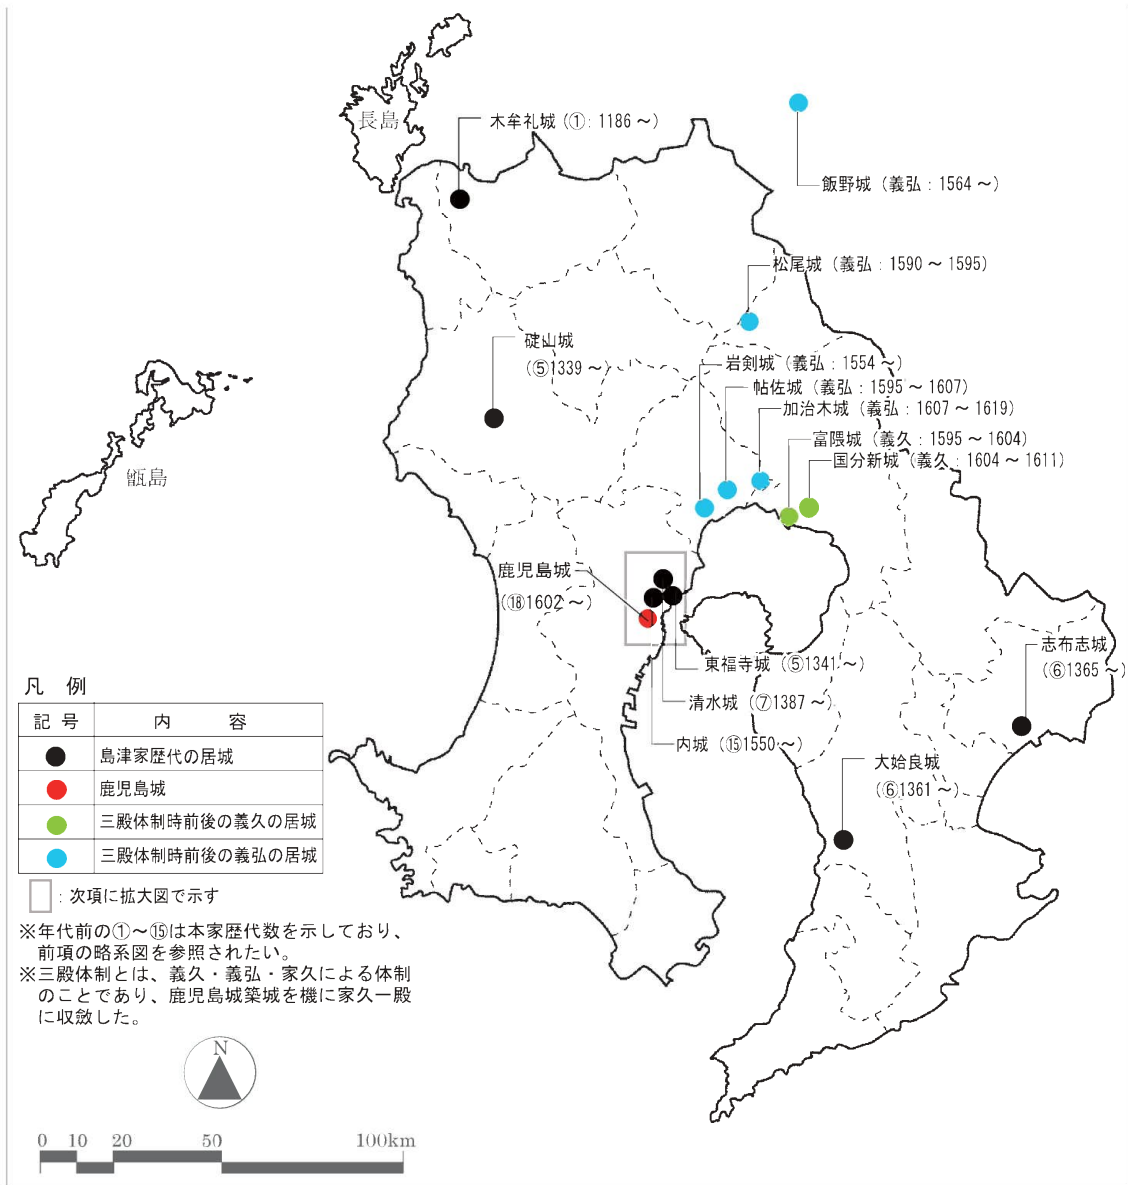 長島
木牟礼城（①：1186～）
飯野城（義弘：1564～）
松尾城（義弘：1590～1595）
碇山城
（⑤1339～）
岩剣城（義弘：1554～）
帖佐城（義弘：1595～1607）
加治木城（義弘：1607～1619）
富隈城（義久：1595～1604）
国分新城（義久：1604～1611）
甑島
鹿児島城
（⑱1602～）
東福寺城（⑤1341～）
清水城（⑦1387～）
内城（⑮1550～）
志布志城
（⑥1365～）
大姶良城
（⑥1361～）
凡 例
記 号 内 容
島津家歴代の居城
鹿児島城
三殿体制時前後の義久の居城
三殿体制時前後の義弘の居城
：次項に拡大図で示す
※年代前の①～⑮は本家歴代数を示しており、
前項の略系図を参照されたい。
※三殿体制とは、義久・義弘・家久による体制
のことであり、鹿児島城築城を機に家久一殿
に収斂した。
N
0 10 20 50 100km